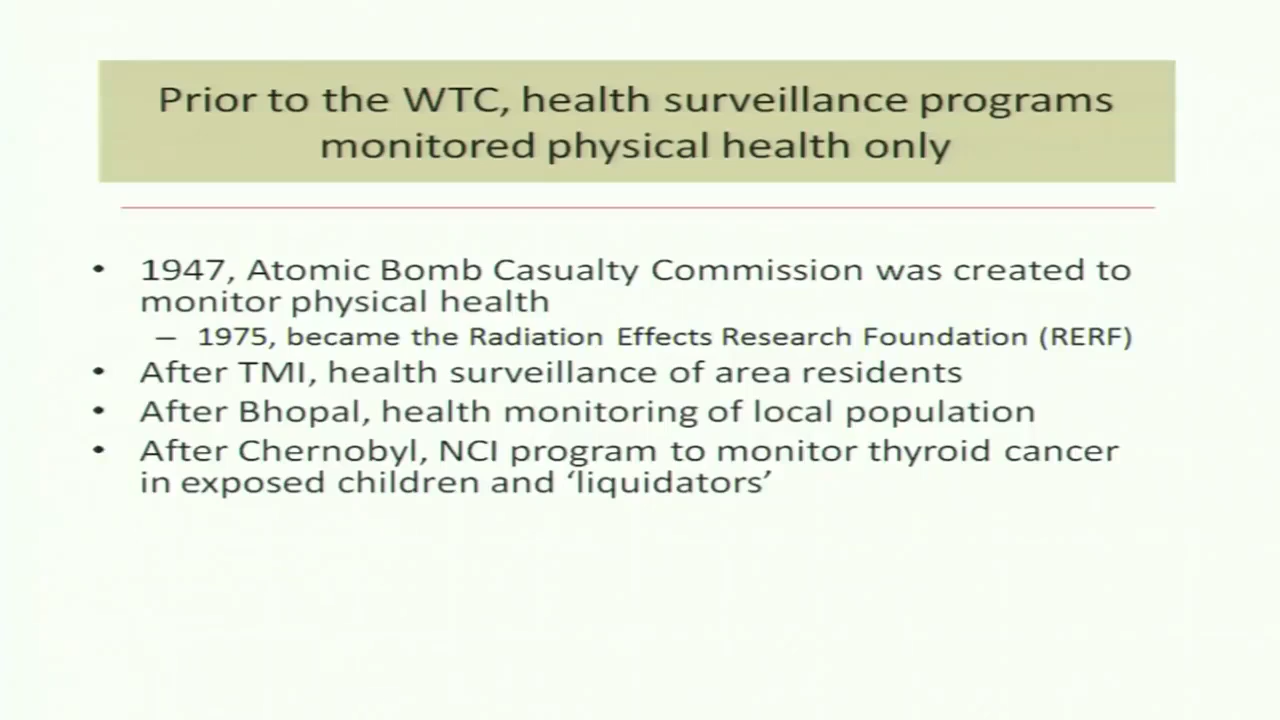 Prior to the WTC, health surveillance programs
monitored physical health only
• 1947, Atomic Bomb Casualty Commission was created to
monitor physical health
– 1975, became the Radiation Effects Research Foundation (RERF)
• After TMI, health surveillance of area residents
• After Bhopal, health monitoring of local population
• After Chernobyl, NCI program to monitor thyroid cancer
in exposed children and ‘liquidators’